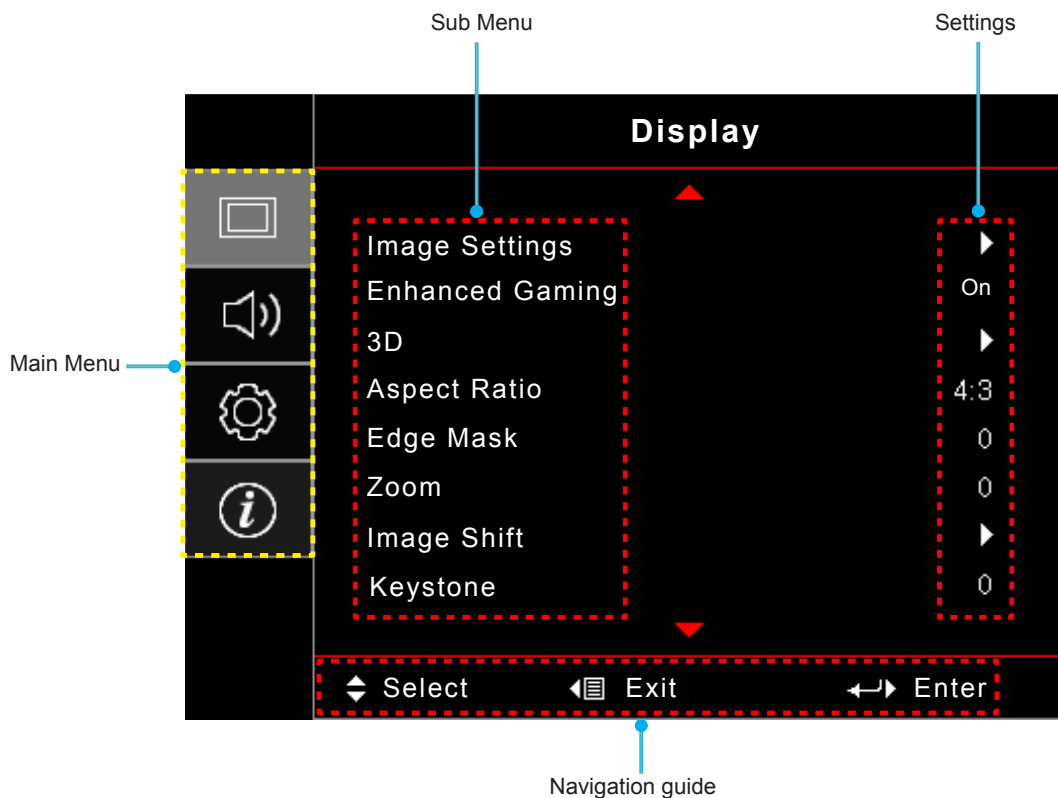 Sub Menu
Settings
Display
Image Settings
Enhanced Gaming On
3D
Main Menu
Aspect Ratio 4:3
Edge Mask 0
Zoom 0
Image Shift
Keystone 0
Select Exit Enter
Navigation guide